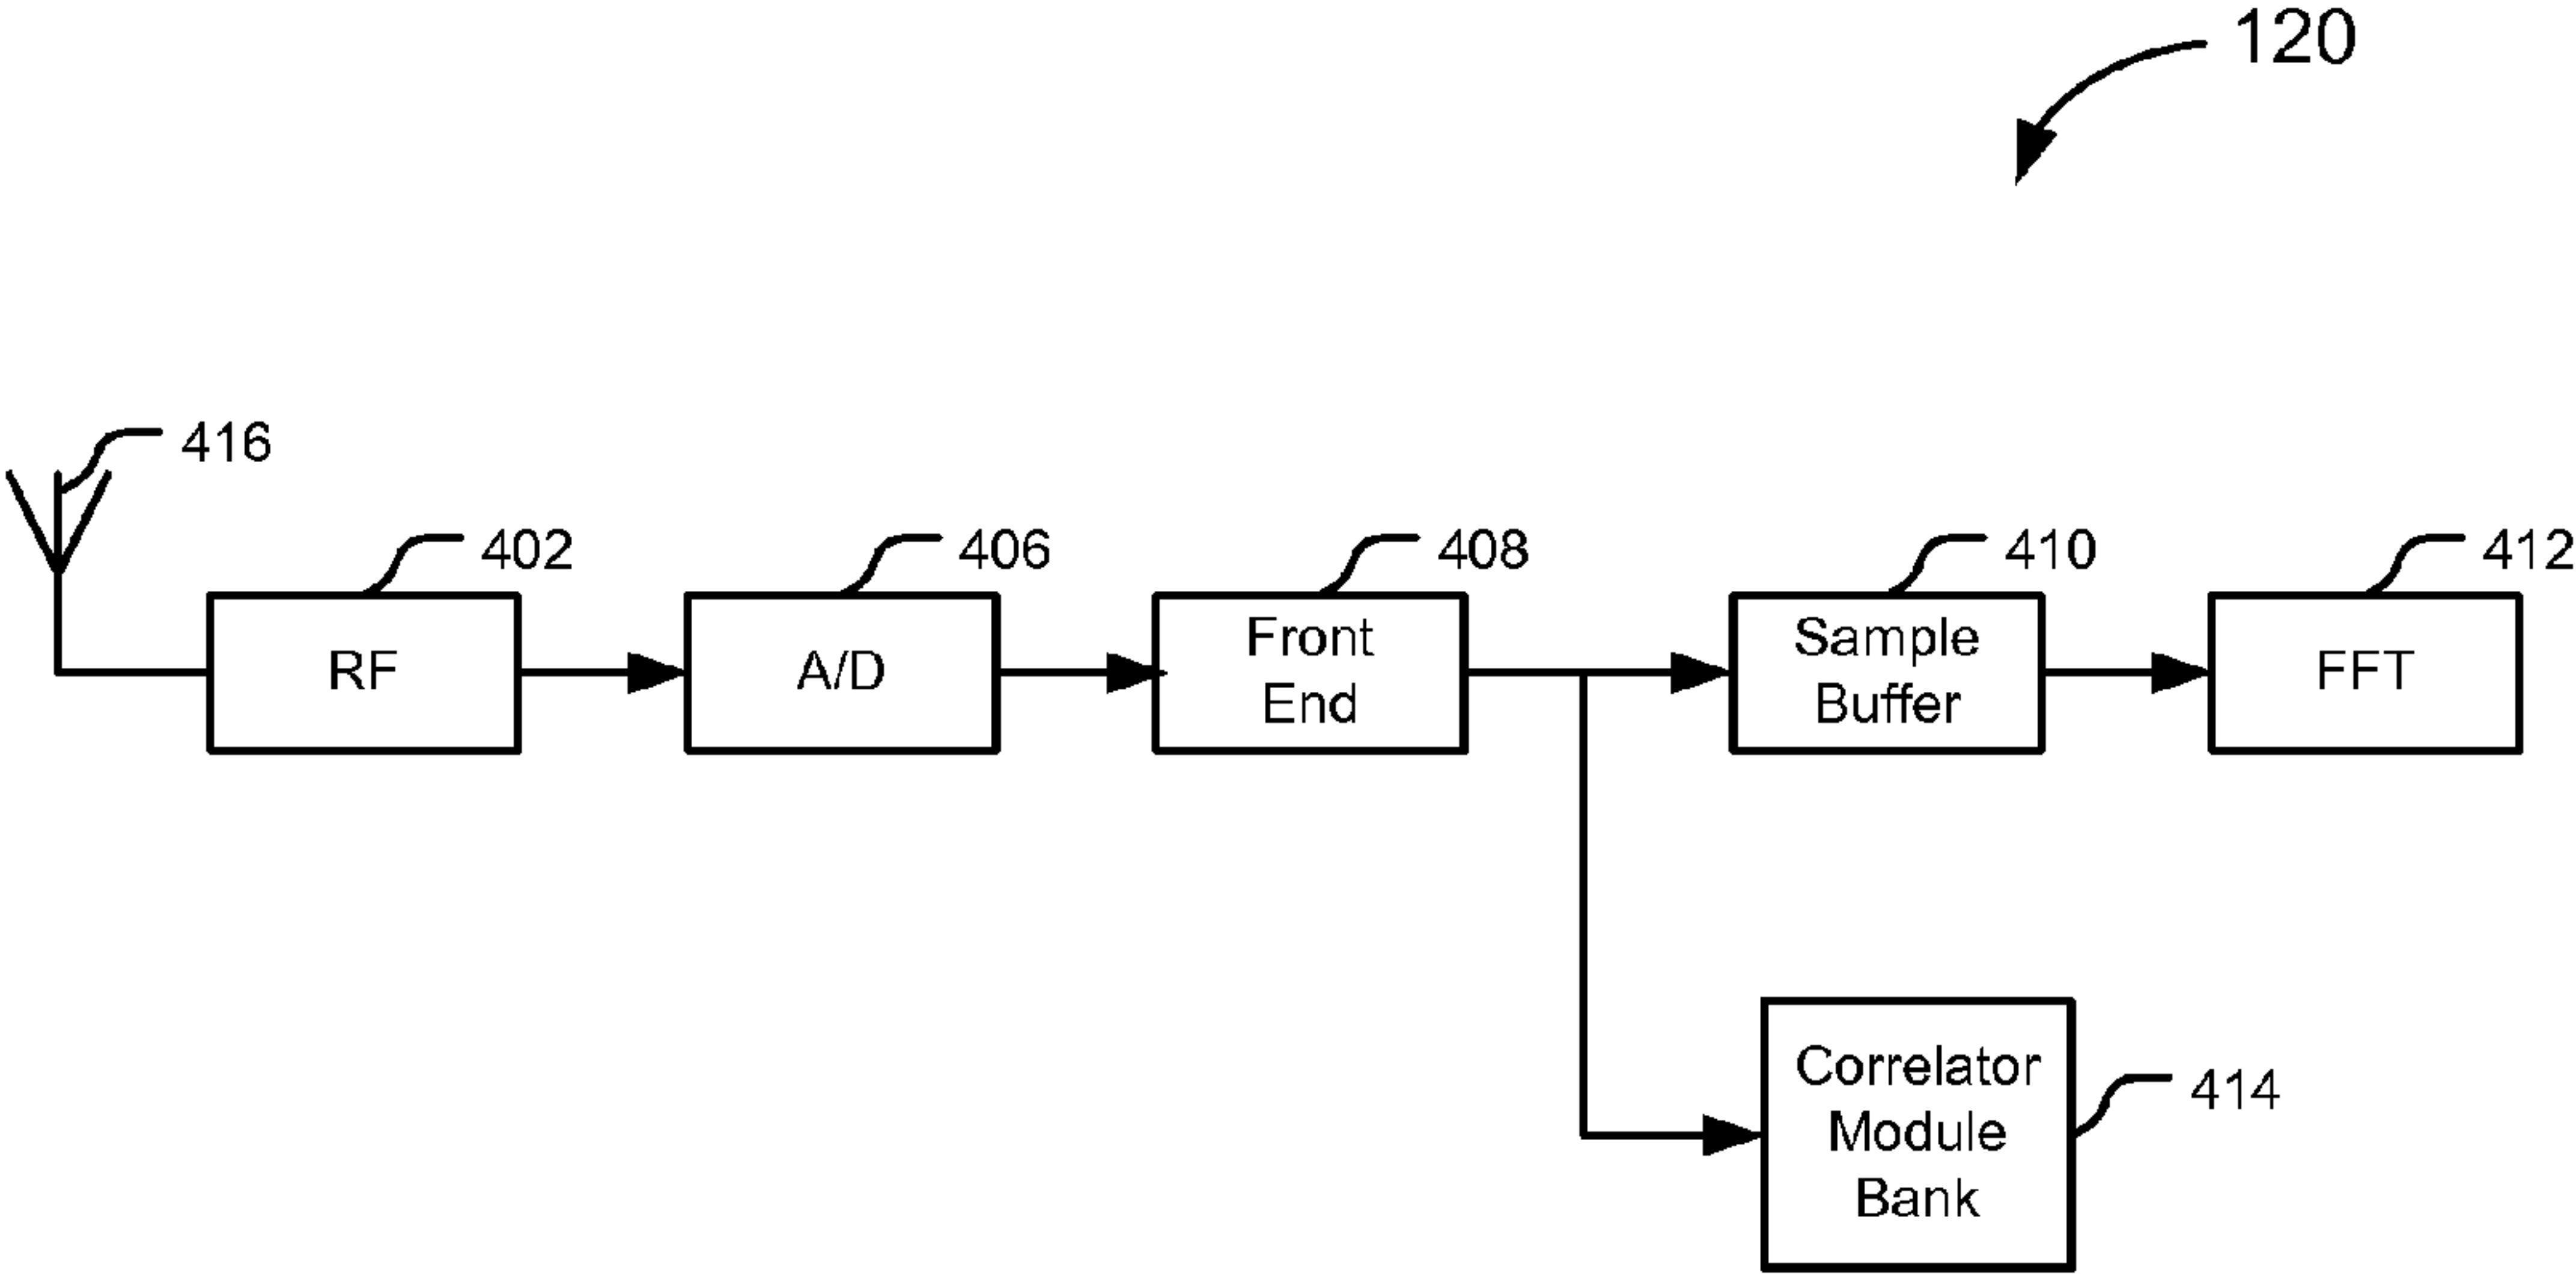 120
416
402
406
408
410
412
RF
A/D
Front
End
Sample
Buffer
FFT
Correlator
Module
Bank
414